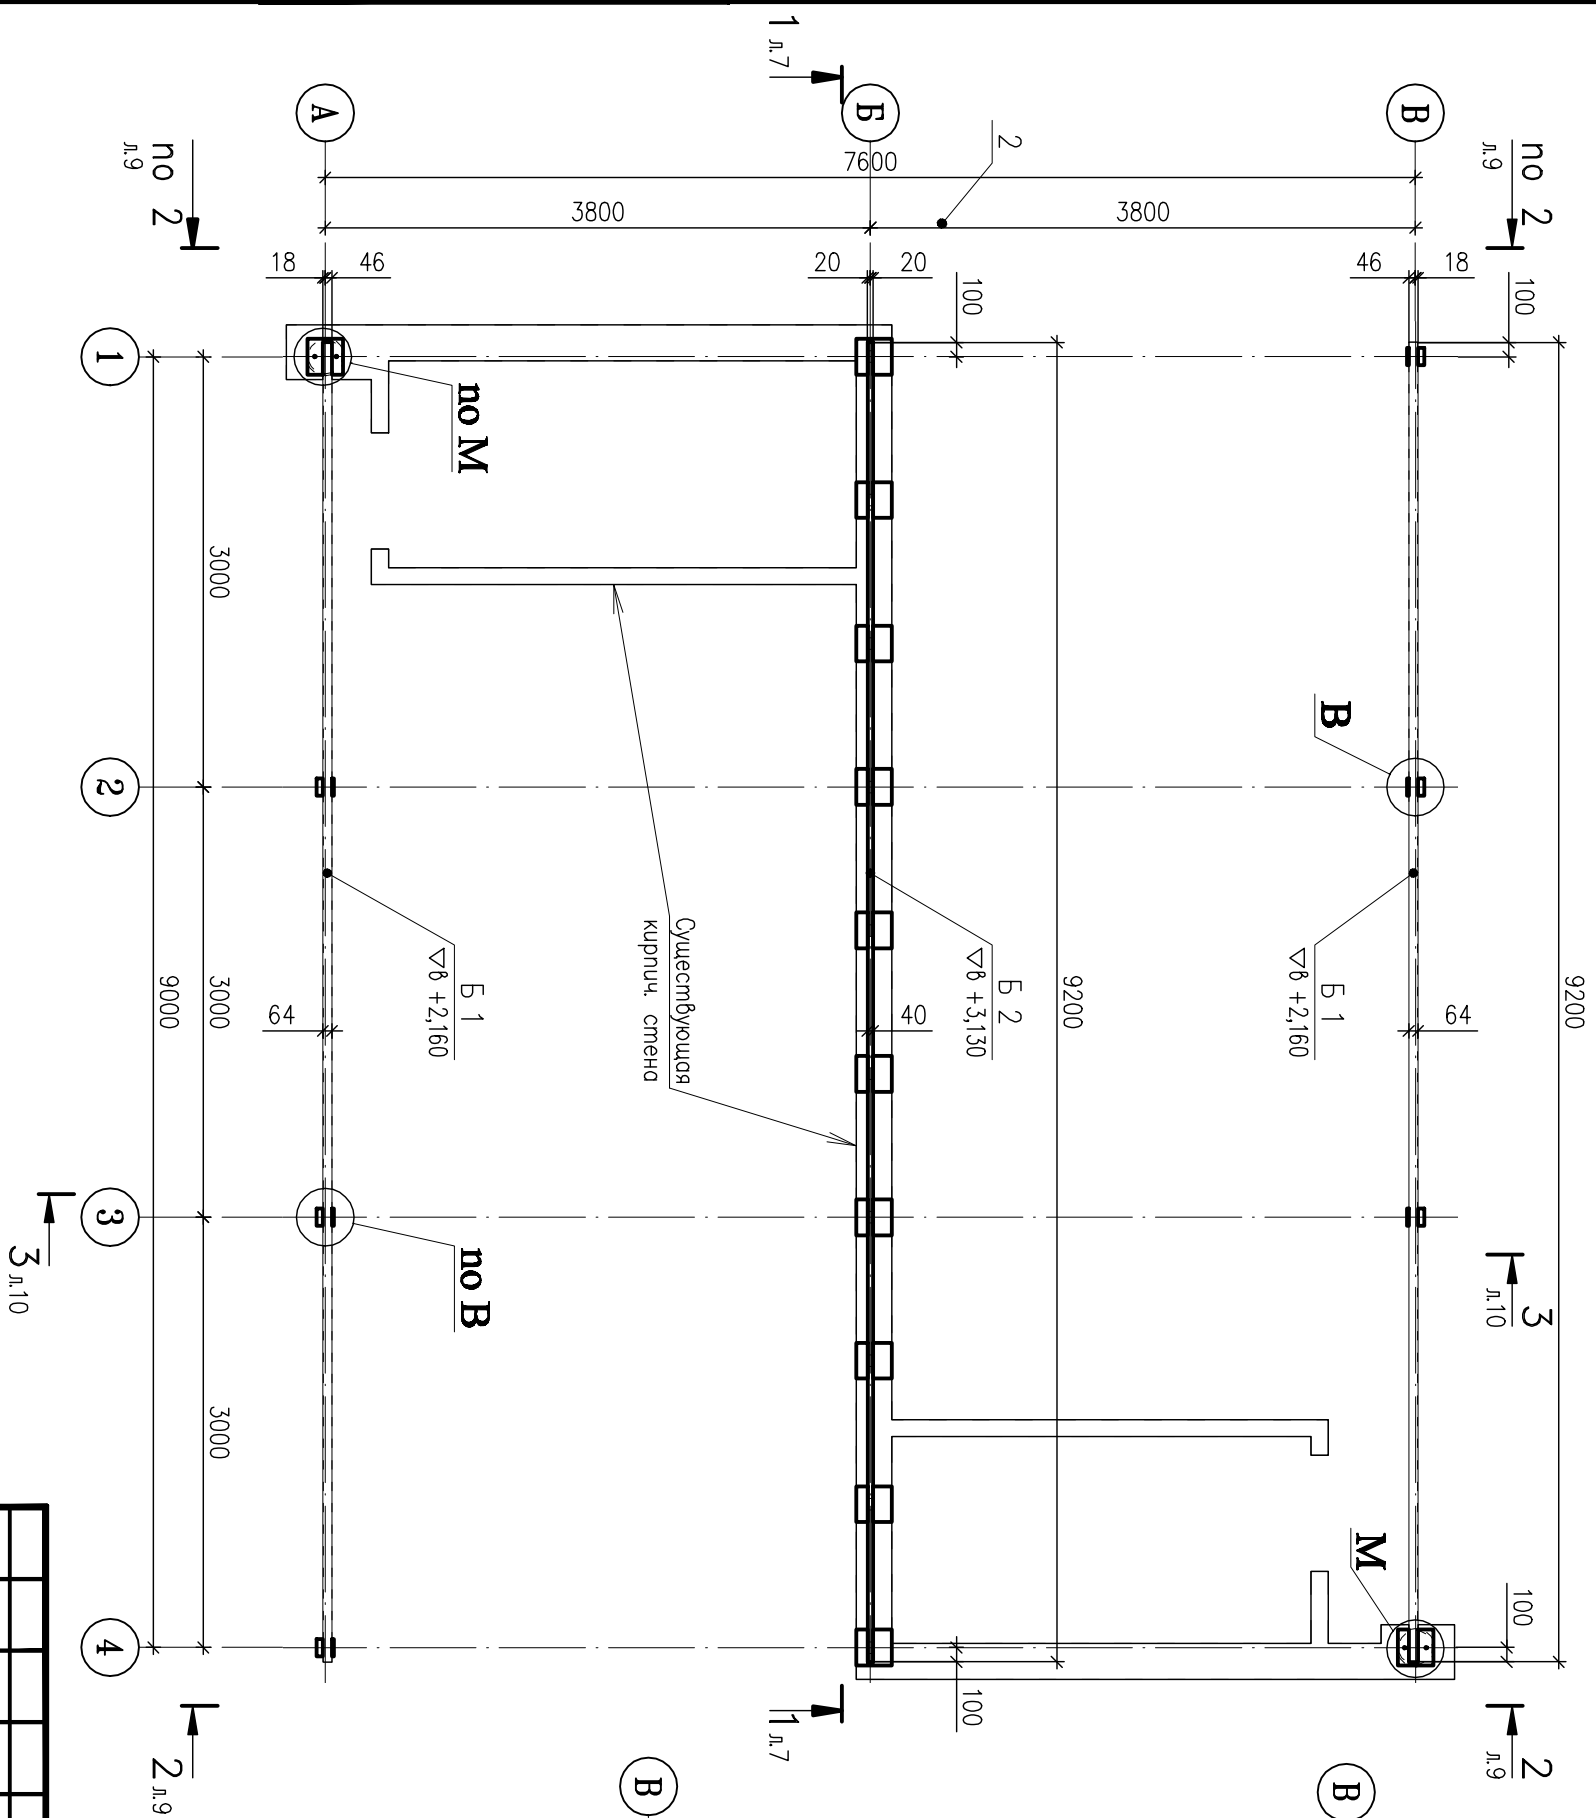 1 л.7
А
Б
В
по 2
л.9
по 2
л.9
2
7600
3800
3800
18
46
20
20
46
18
100
100
1
по М
3000
2
В
Б 1
▽в +2,160
Б 2
▽в +3,130
Б 1
▽в +2,160
Существующая
кирпич. стена
9200
9200
3000
9000
64
40
64
3
по В
3 л.10
3
л.10
3000
М
100
100
4
1 л.7
2 л.9
2
л.9
В
В